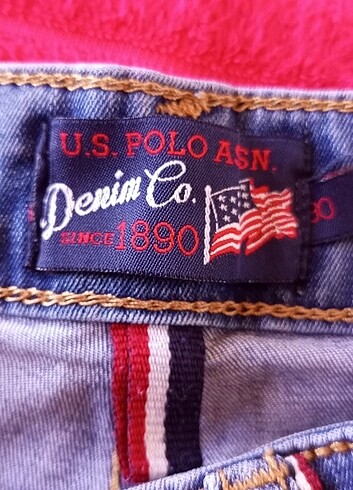 U.S. POLO ASN.
Denim Co.
SINCE 1890